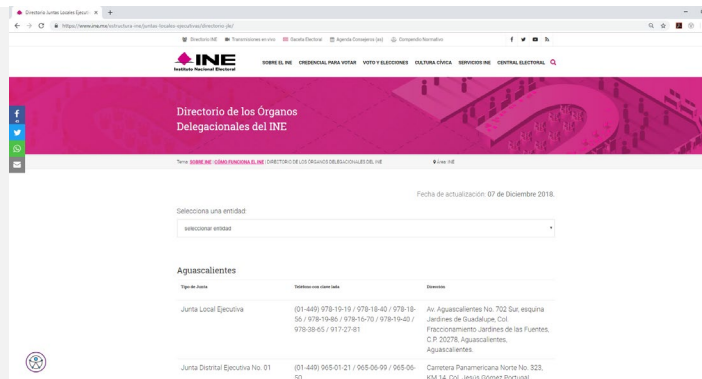 Directorio Juntas Locales Ejecuti
https://www.ine.mx/estructura-ine/juntas-locales-ejecutivas/directorio-jle/
Directorio INE Transmisiones en vivo Gaceta Electoral Agenda Consejeros (as) Compendio Normativo
INE
Instituto Nacional Electoral
SOBRE EL INE CREDENCIAL PARA VOTAR VOTO Y ELECCIONES CULTURA CÍVICA SERVICIOS INE CENTRAL ELECTORAL
Directorio de los Órganos
Delegacionales del INE
Tema: SOBRE INE | CÓMO FUNCIONA EL INE | DIRECTORIO DE LOS ÓRGANOS DELEGACIONALES DEL INE
Área: INE
Fecha de actualización: 07 de Diciembre 2018.
Selecciona una entidad
seleccionar entidad
Aguascalientes
Tipo de Junta Teléfono con clave lada Dirección
Junta Local Ejecutiva
(01-449) 978-19-19 / 978-18-40 / 978-18-
56 / 978-19-86 / 978-16-70 / 978-19-40 /
978-38-65 / 917-27-81
Av. Aguascalientes No. 702 Sur, esquina
Jardines de Guadalupe, Col.
Fraccionamiento Jardines de las Fuentes,
C.P. 20278, Aguascalientes,
Aguascalientes.
Junta Distrital Ejecutiva No. 01
(01-449) 965-01-21 / 965-06-99 / 965-06-
50
Carretera Panamericana Norte No. 323,
KM 14, Col. Jesús Gómez Portugal